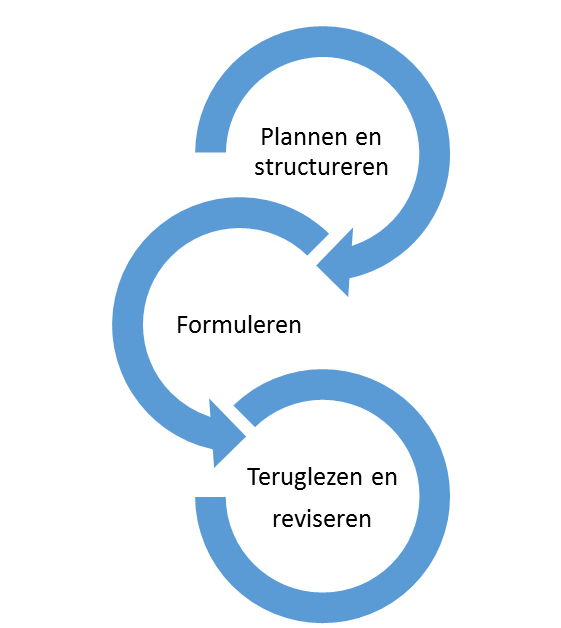 Plannen en
structureren
Formuleren
Teruglezen en
reviseren